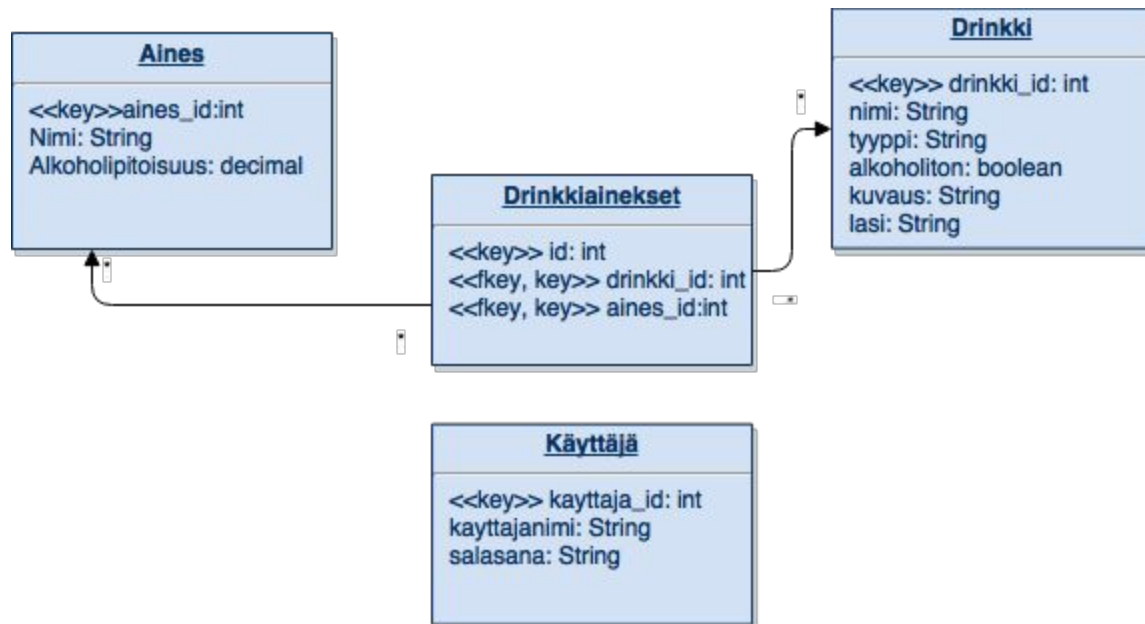 Aines
<<key>>aines_id:int
Nimi: String
Alkoholipitoisuus: decimal
*
*
Drinkkiainekset
<<key>> id: int
<<fkey, key>> drinkki_id: int
<<fkey, key>> aines_id:int
*
*
Drinkki
<<key>> drinkki_id: int
nimi: String
tyyppi: String
alkoholiton: boolean
kuvaus: String
lasi: String
Käyttäjä
<<key>> kayttaja_id: int
kayttajanimi: String
salasana: String